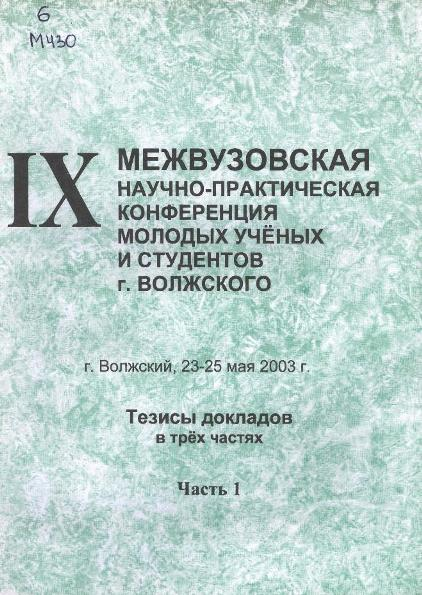 6
М430
IX МЕЖВУЗОВСКАЯ
НАУЧНО-ПРАКТИЧЕСКАЯ
КОНФЕРЕНЦИЯ
МОЛОДЫХ УЧЁНЫХ
И СТУДЕНТОВ
г. ВОЛЖСКОГО
г. Волжский, 23-25 мая 2003 г.
Тезисы докладов
в трёх частях
Часть 1